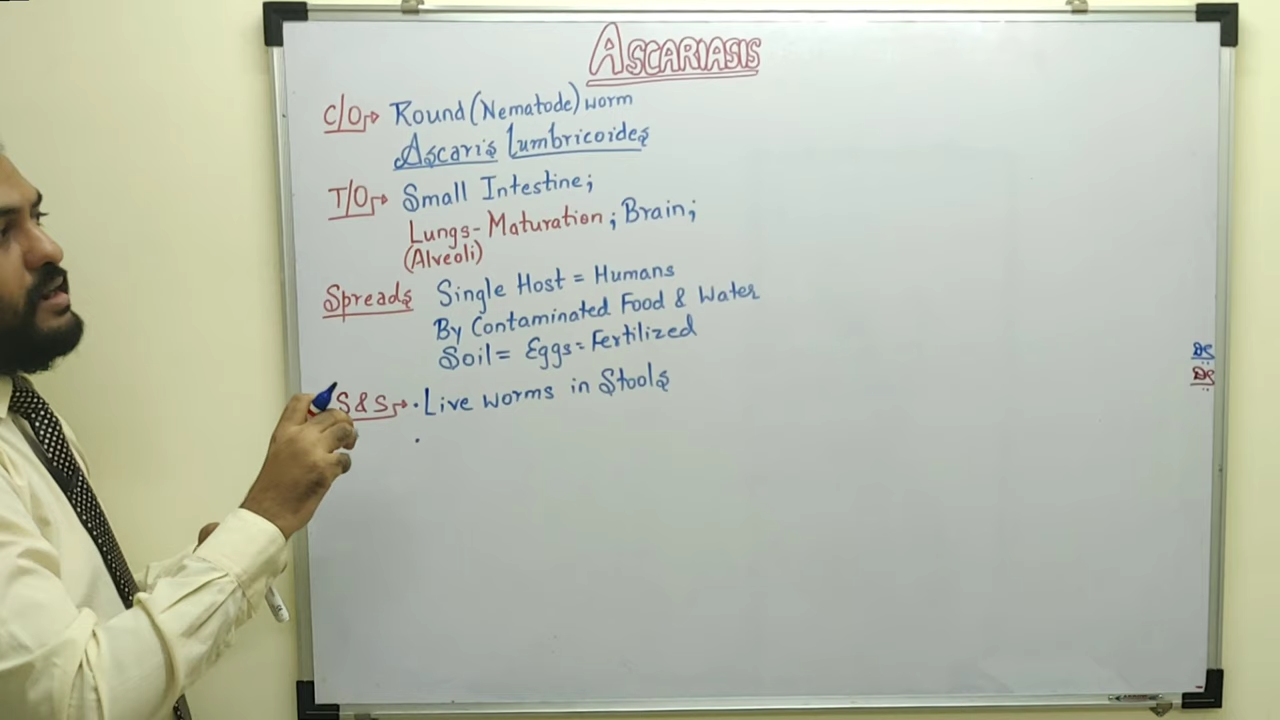 ASCARIASIS
C/O→ Round (Nematode) worm
Ascaris Lumbricoides
T/O→ Small Intestine;
Lungs- Maturation; Brain;
(Alveoli)
Spreads Single Host = Humans
By Contaminated Food & Water
Soil = Eggs = Fertilized
S&S→ · Live worms in Stools
·